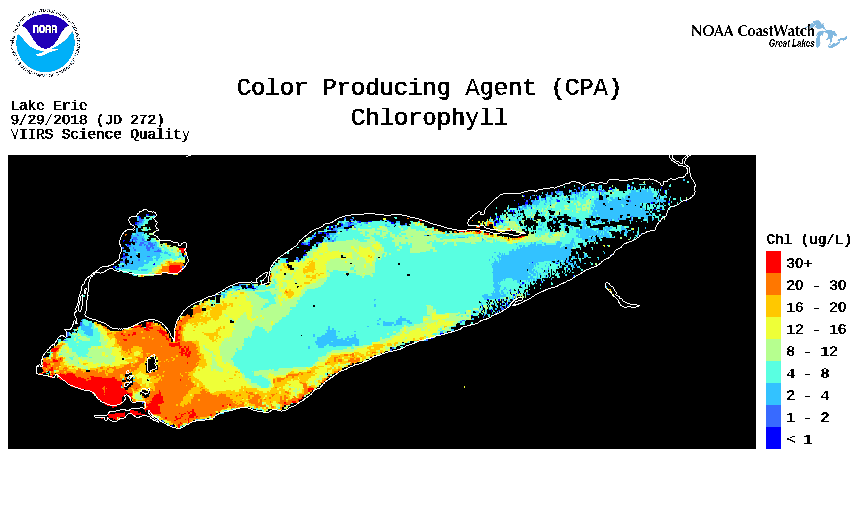 NOAA
NOAA CoastWatch
Great Lakes
Color Producing Agent (CPA)
Chlorophyll
Lake Erie
9/29/2018 (JD 272)
VIIRS Science Quality
Chl (ug/L)
30+
20 - 30
16 - 20
12 - 16
8 - 12
4 - 8
2 - 4
1 - 2
< 1